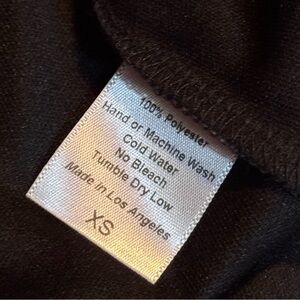 100% Polyester
Hand or Machine Wash
Cold Water
No Bleach
Tumble Dry Low
Made in Los Angeles
XS